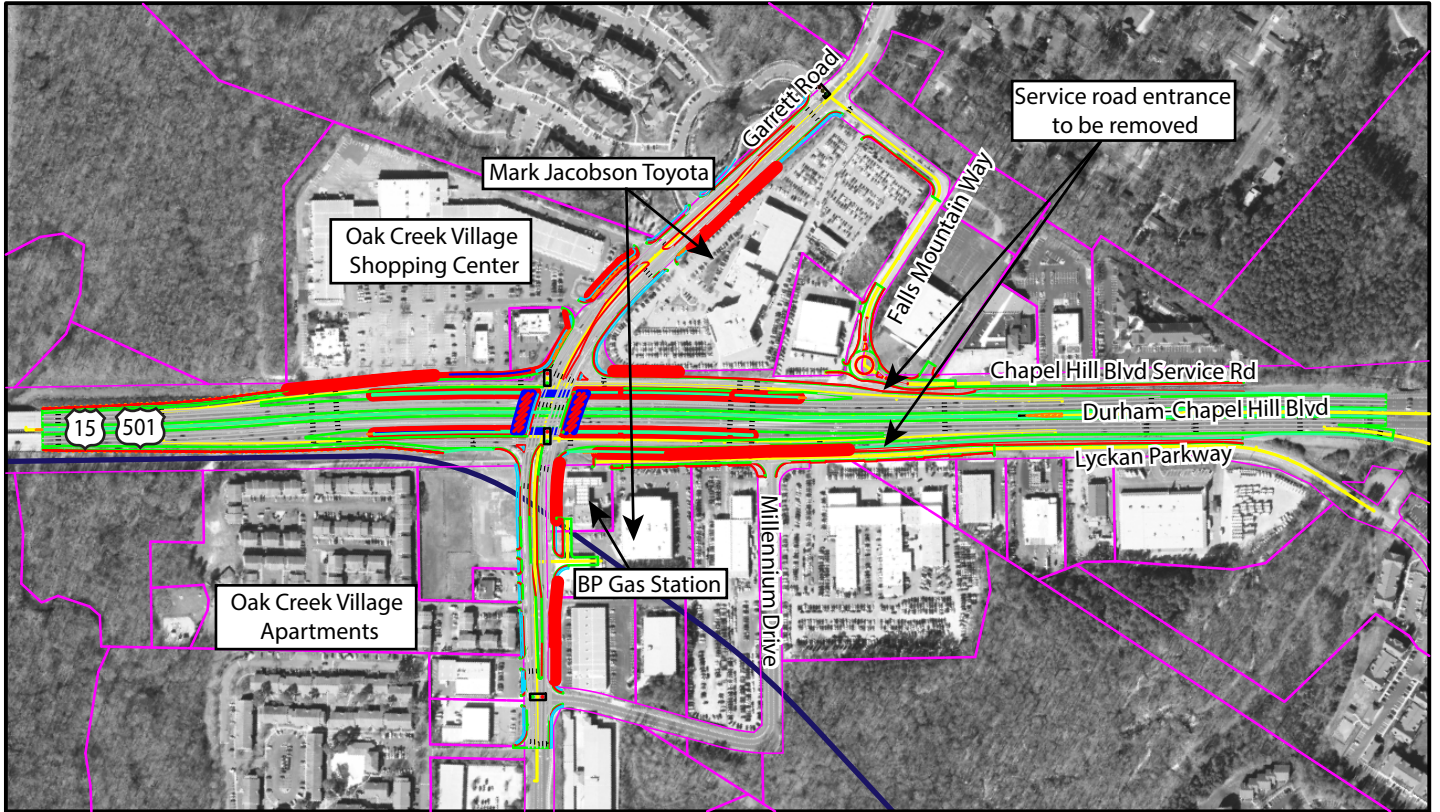 Garrett Road
Service road entrance
to be removed
Mark Jacobson Toyota
Oak Creek Village
Shopping Center
Falls Mountain Way
Chapel Hill Blvd Service Rd
15
501
Durham-Chapel Hill Blvd
Lyckan Parkway
Millennium Drive
BP Gas Station
Oak Creek Village
Apartments